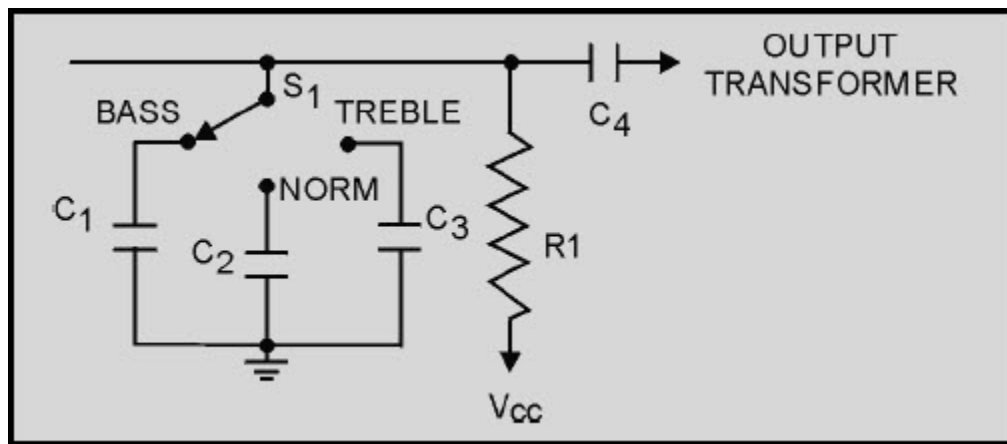 OUTPUT
TRANSFORMER
S1
BASS
TREBLE
C4
NORM
C1
C2
C3
R1
VCC